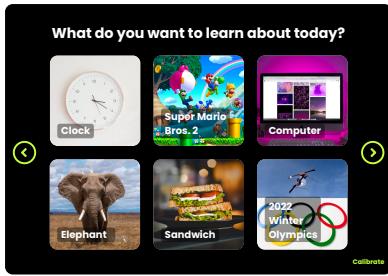 What do you want to learn about today?
Clock
Super Mario
Bros. 2
Computer
Elephant
Sandwich
2022
Winter
Olympics
Calibrate